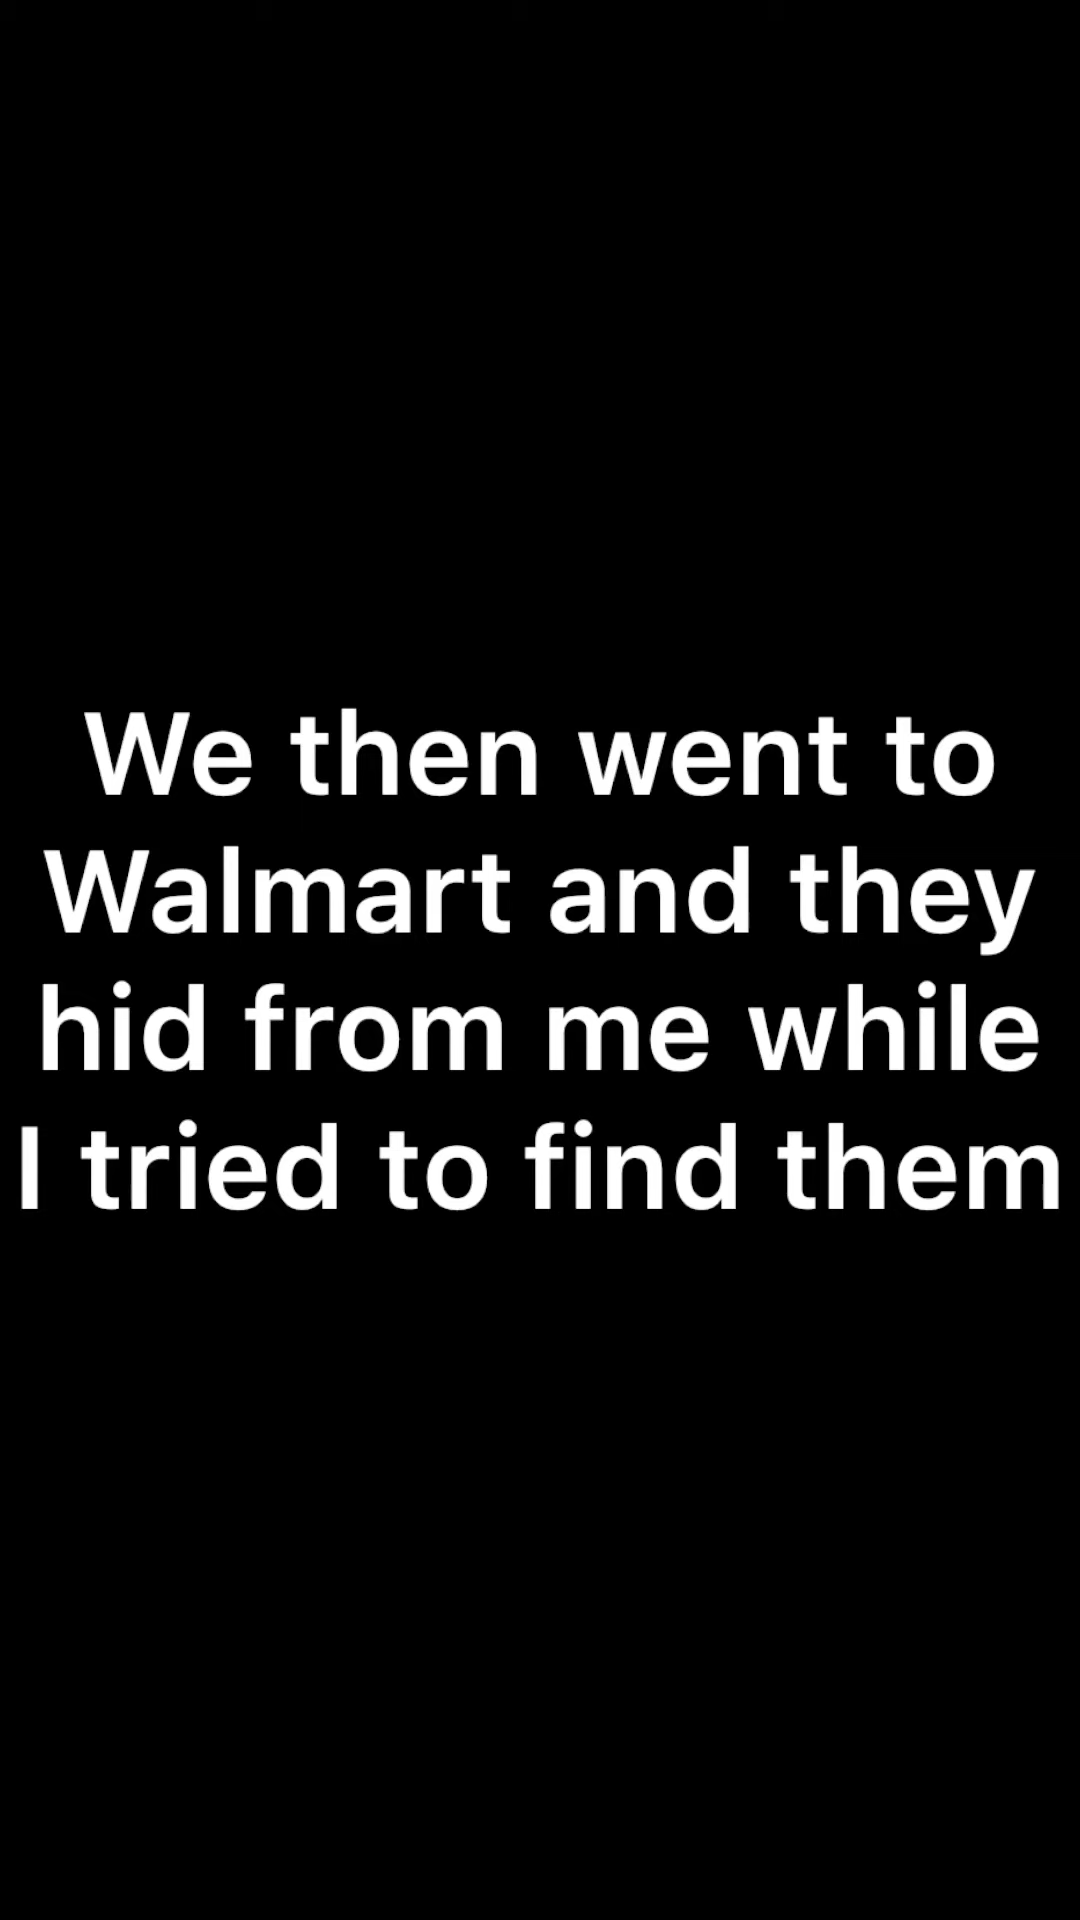 We then went to
Walmart and they
hid from me while
I tried to find them